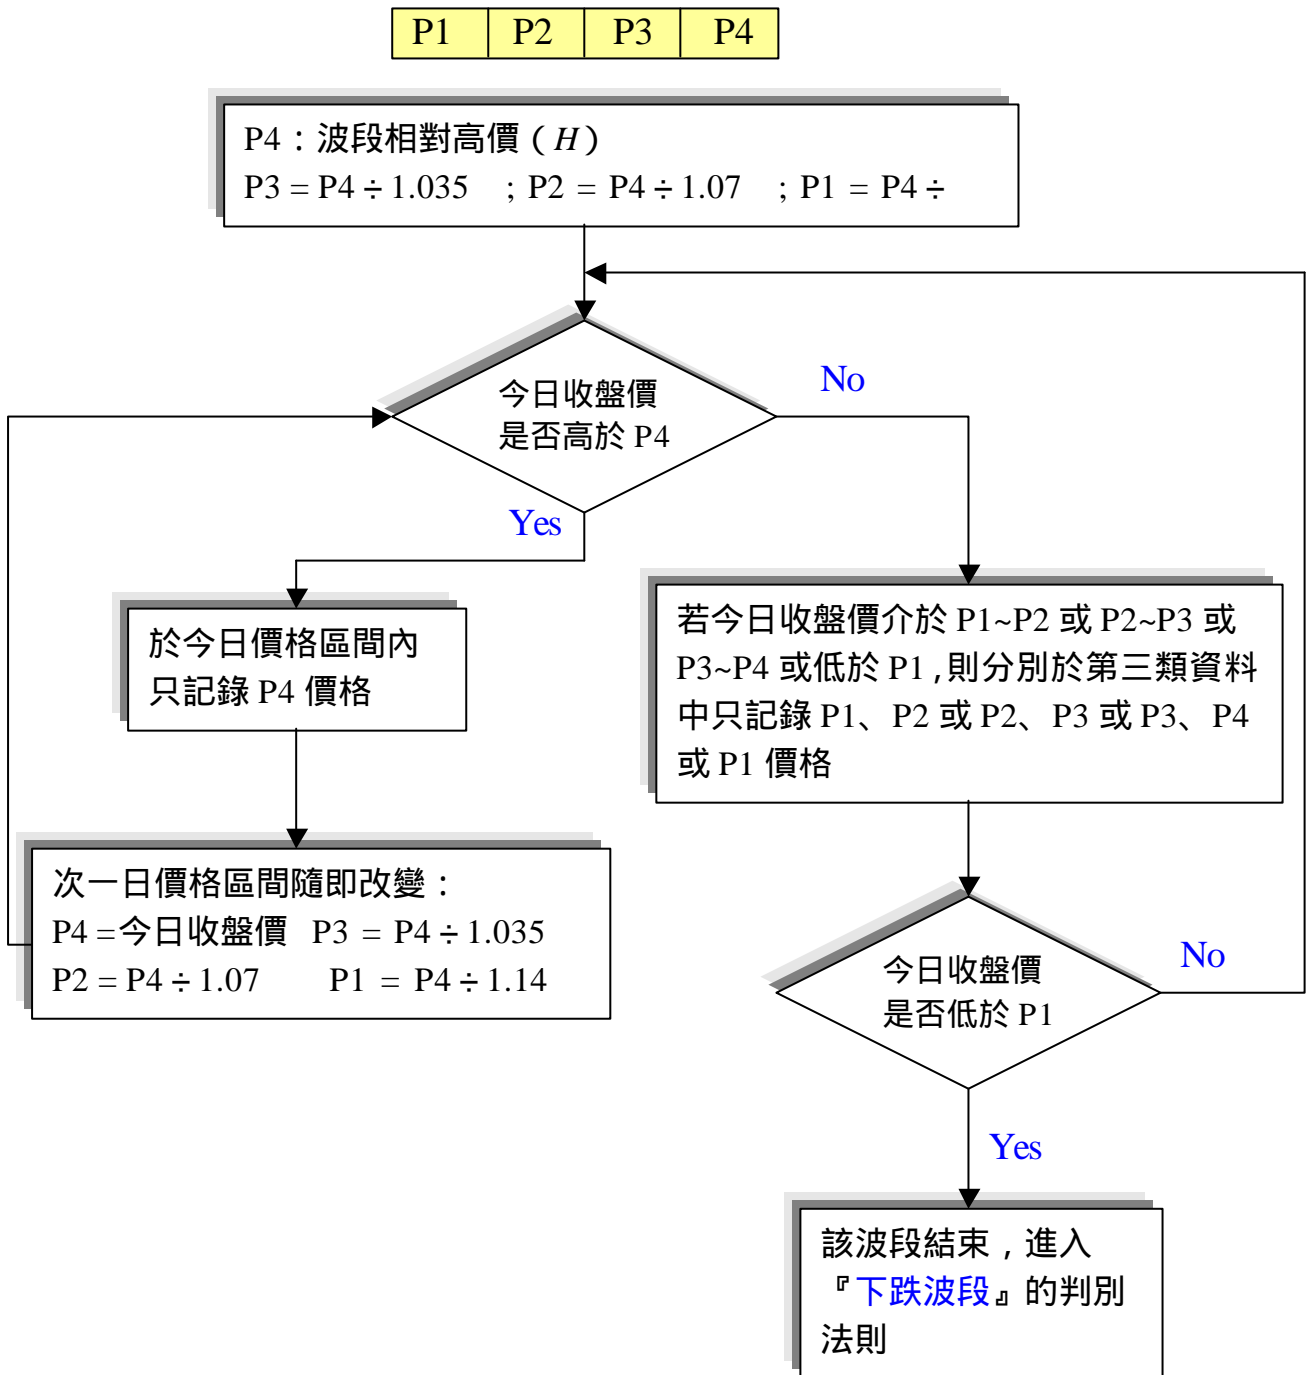 P1 P2 P3 P4
P4：波段相對高價（H）
P3 = P4 ÷ 1.035 ；P2 = P4 ÷ 1.07 ；P1 = P4 ÷
今日收盤價
是否高於 P4
No
Yes
於今日價格區間內
只記錄 P4 價格
若今日收盤價介於 P1~P2 或 P2~P3 或
P3~P4 或低於 P1，則分別於第三類資料
中只記錄 P1、P2 或 P2、P3 或 P3、P4
或 P1 價格
次一日價格區間隨即改變：
P4 =今日收盤價 P3 = P4 ÷ 1.035
P2 = P4 ÷ 1.07 P1 = P4 ÷ 1.14
今日收盤價
是否低於 P1
No
Yes
該波段結束，進入
『下跌波段』的判別
法則